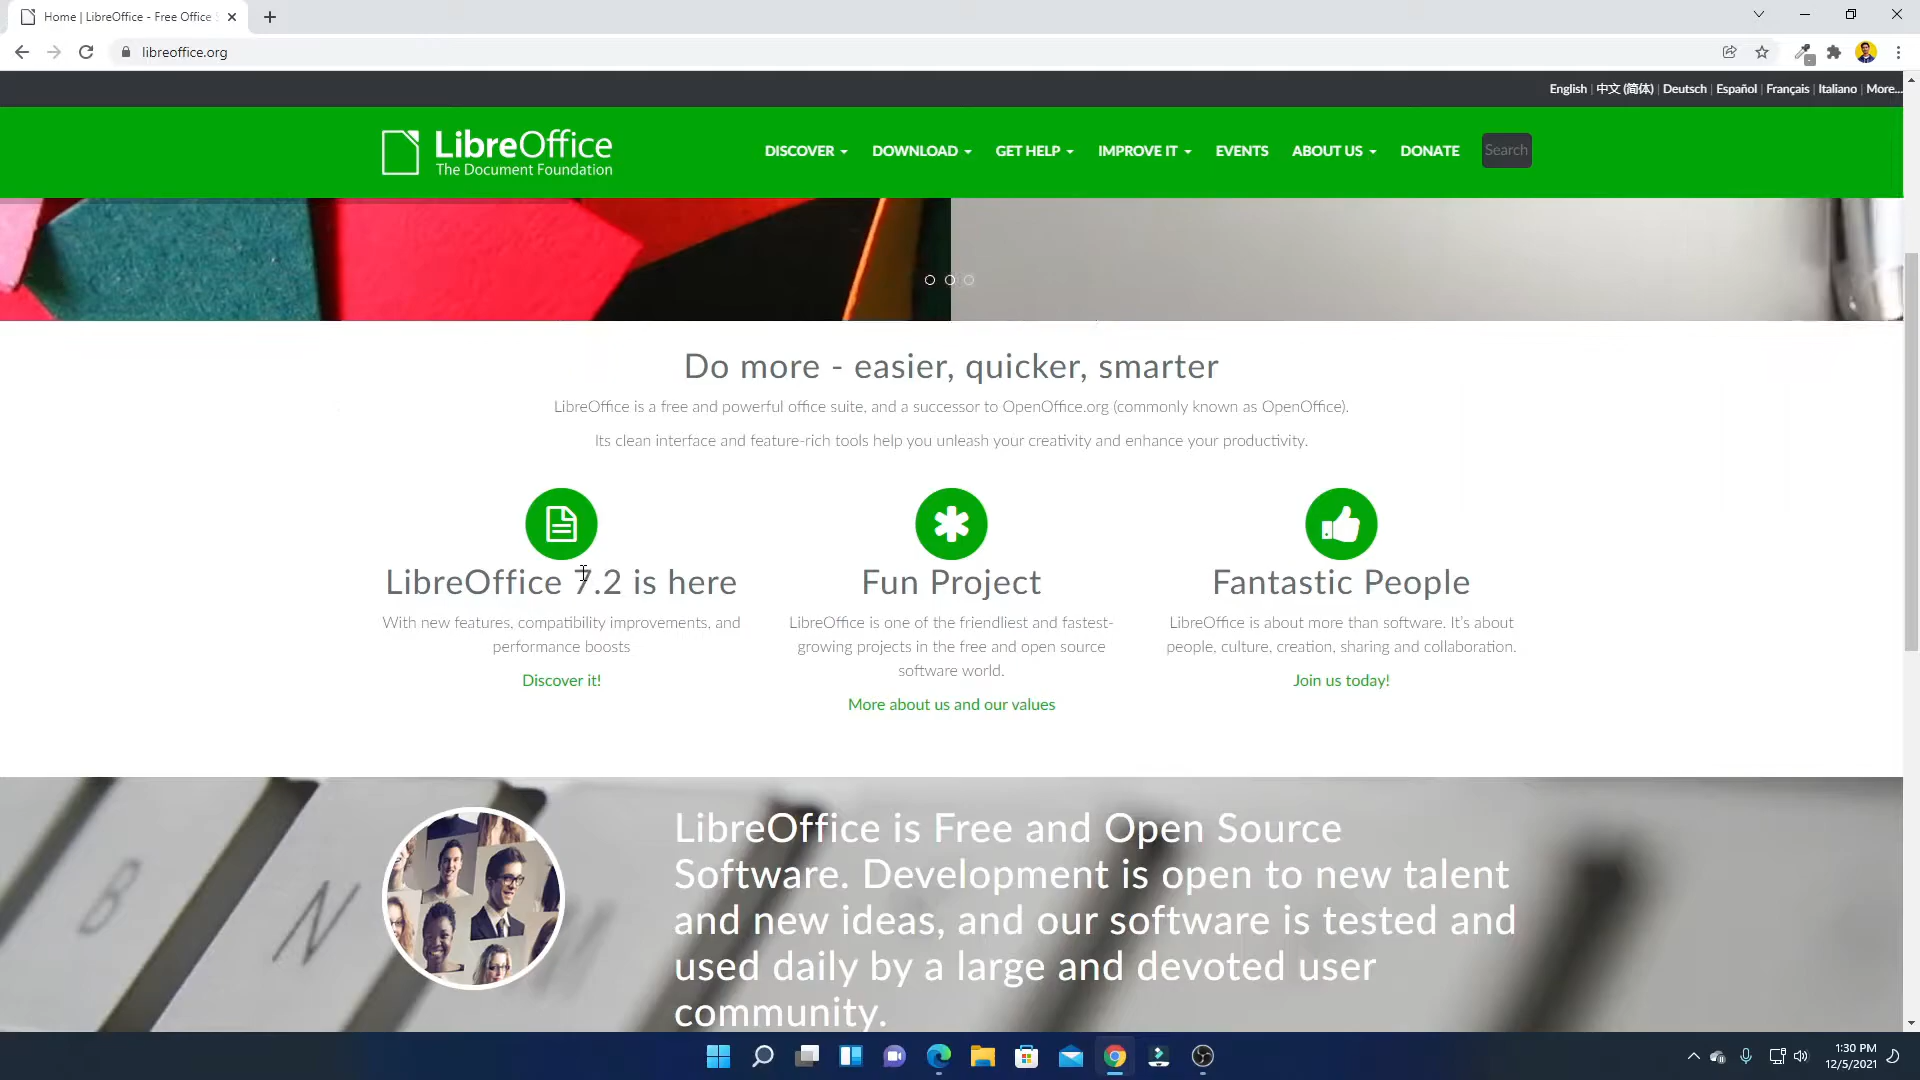 Home | LibreOffice - Free Office
libreoffice.org
English | 中文 (简体) | Deutsch | Español | Français | Italiano | More...
LibreOffice
The Document Foundation
DISCOVER DOWNLOAD GET HELP IMPROVE IT EVENTS ABOUT US DONATE Search
Do more - easier, quicker, smarter
LibreOffice is a free and powerful office suite, and a successor to OpenOffice.org (commonly known as OpenOffice).
Its clean interface and feature-rich tools help you unleash your creativity and enhance your productivity.
LibreOffice 7.2 is here
With new features, compatibility improvements, and
performance boosts
Discover it!
Fun Project
LibreOffice is one of the friendliest and fastest-
growing projects in the free and open source
software world.
More about us and our values
Fantastic People
LibreOffice is about more than software. It's about
people, culture, creation, sharing and collaboration.
Join us today!
B N M
LibreOffice is Free and Open Source
Software. Development is open to new talent
and new ideas, and our software is tested and
used daily by a large and devoted user
community.
1:30 PM
12/5/2021